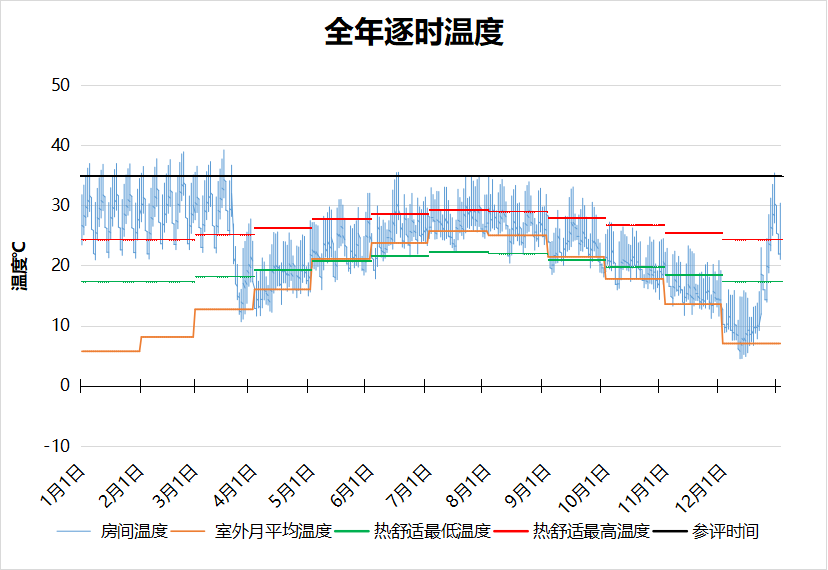 全年逐时温度
50
40
30
20
10
0
-10
温度℃
1月1日
2月1日
3月1日
4月1日
5月1日
6月1日
7月1日
8月1日
9月1日
10月1日
11月1日
12月1日
房间温度 室外月平均温度 热舒适最低温度 热舒适最高温度 参评时间